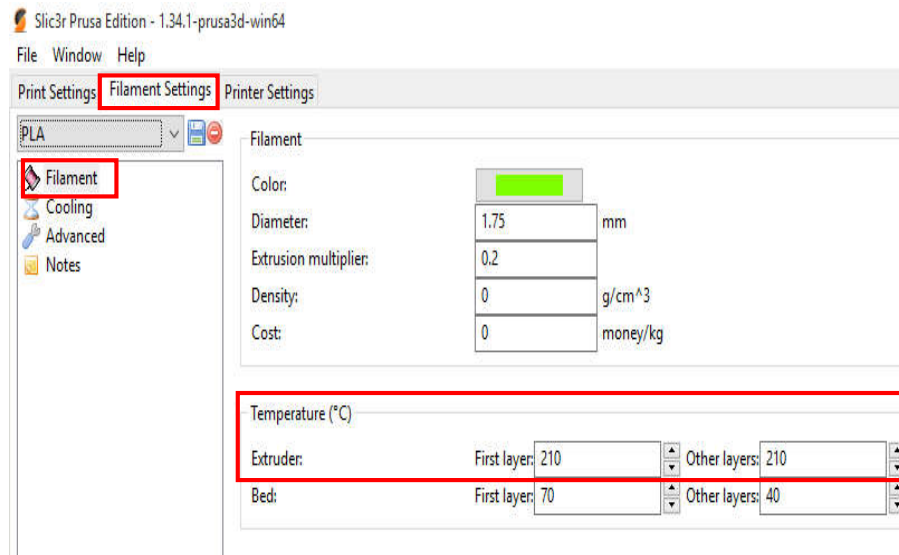 Slic3r Prusa Edition - 1.34.1-prusa3d-win64
File Window Help
Print Settings Filament Settings Printer Settings
PLA
Filament
Cooling
Advanced
Notes
Filament
Color:
Diameter: 1.75 mm
Extrusion multiplier: 0.2
Density: 0 g/cm^3
Cost: 0 money/kg
Temperature (°C)
Extruder: First layer: 210 Other layers: 210
Bed: First layer: 70 Other layers: 40